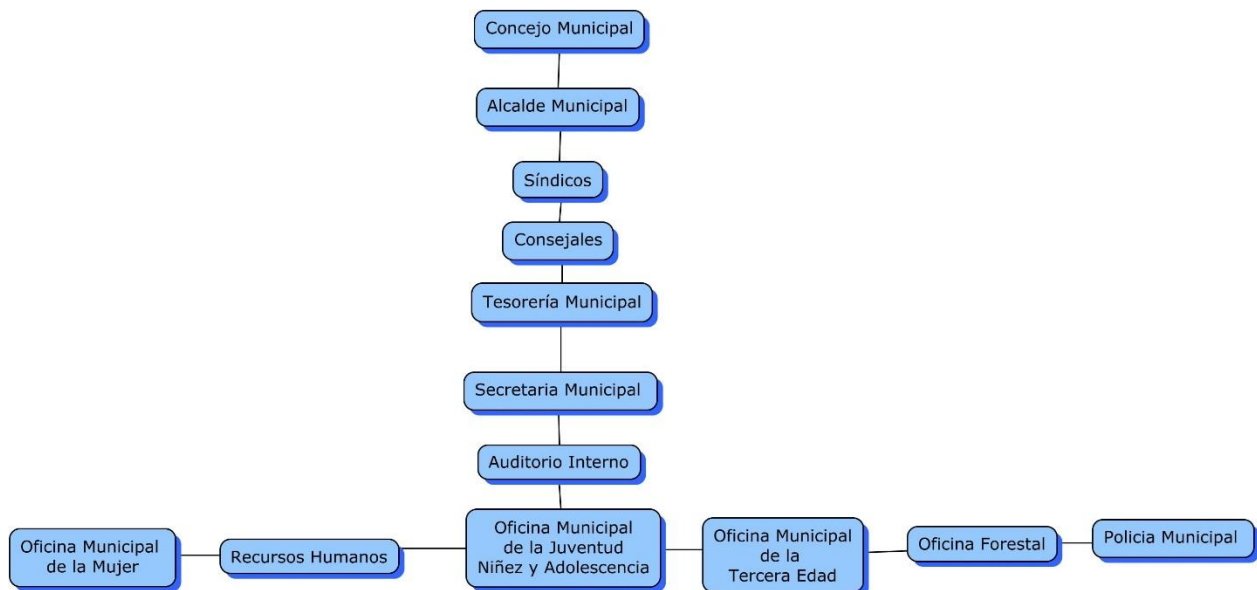 Concejo Municipal
Alcalde Municipal
Síndicos
Consejales
Tesorería Municipal
Secretaria Municipal
Auditorio Interno
Oficina Municipal
de la Mujer
Recursos Humanos
Oficina Municipal
de la Juventud
Niñez y Adolescencia
Oficina Municipal
de la
Tercera Edad
Oficina Forestal
Policia Municipal